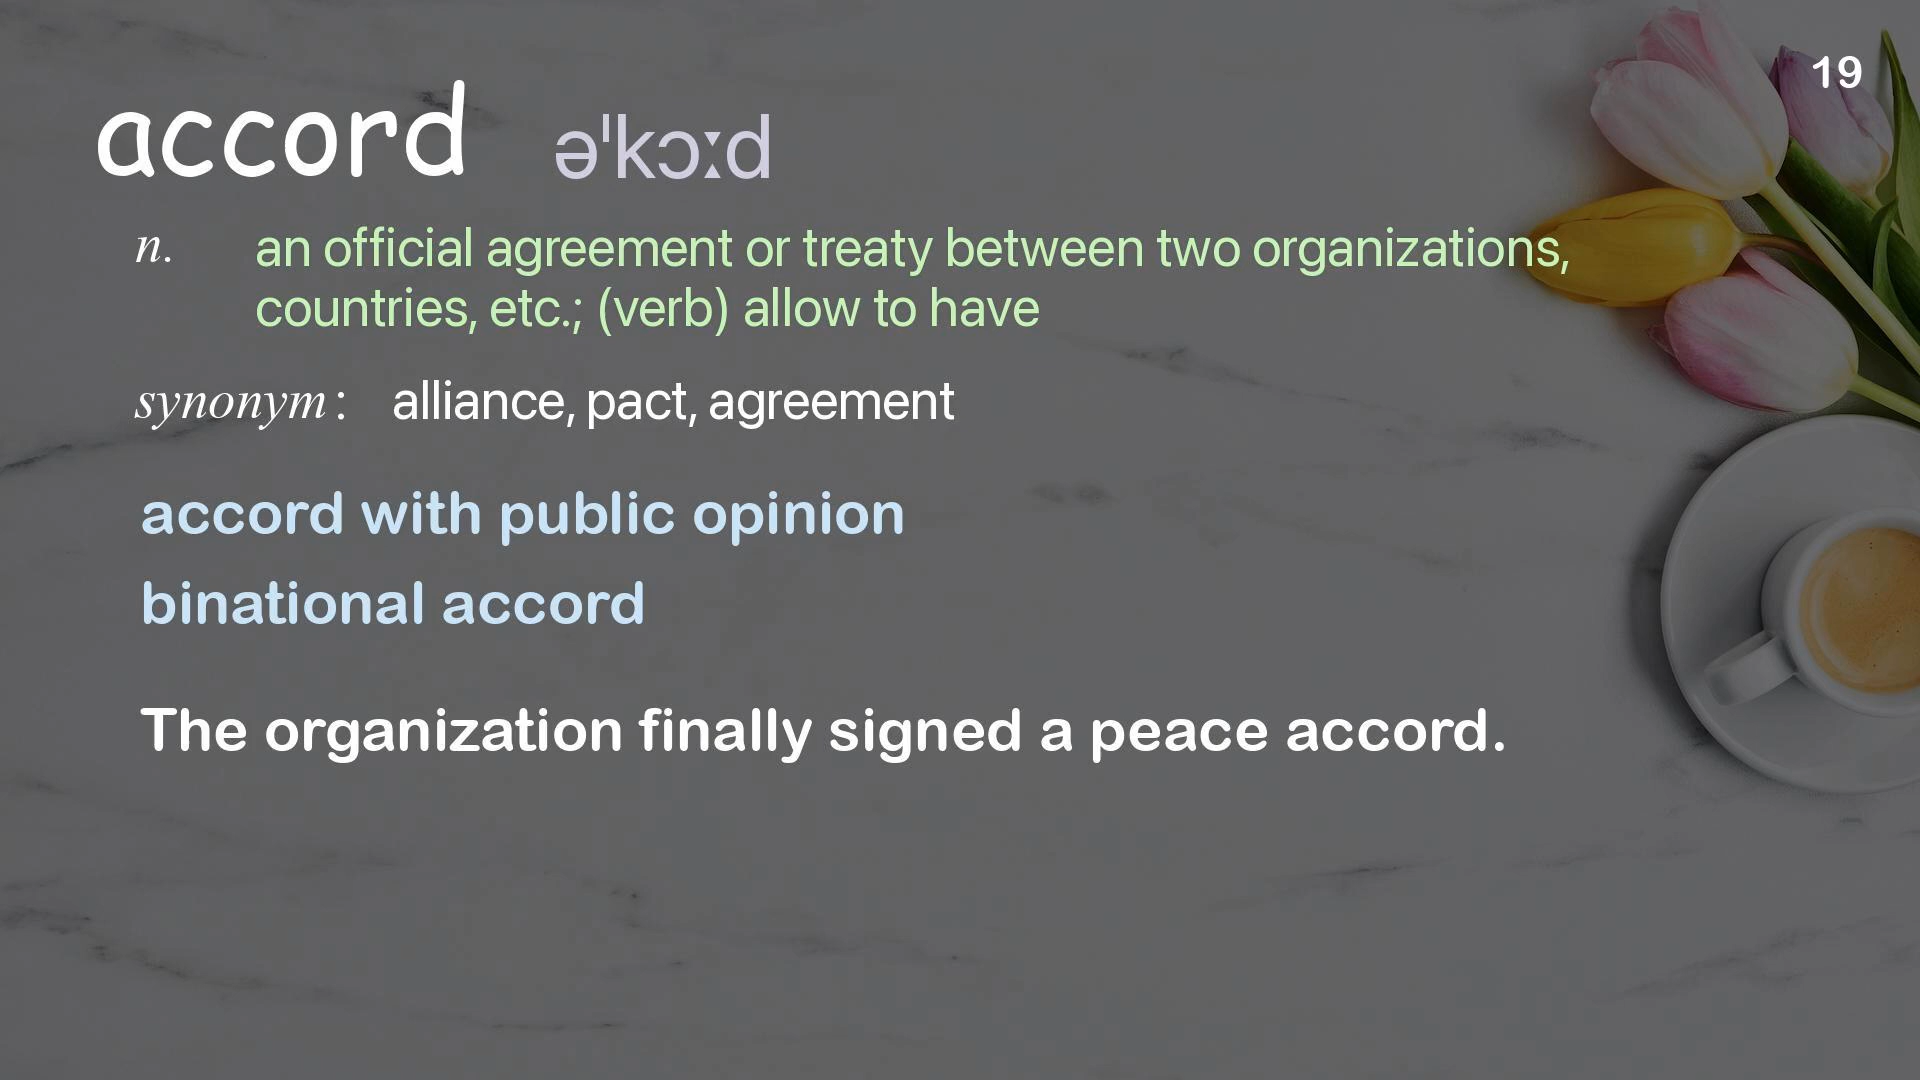 19
accord əˈkɔːd
n. an official agreement or treaty between two organizations,
countries, etc.; (verb) allow to have
synonym : alliance, pact, agreement
accord with public opinion
binational accord
The organization finally signed a peace accord.